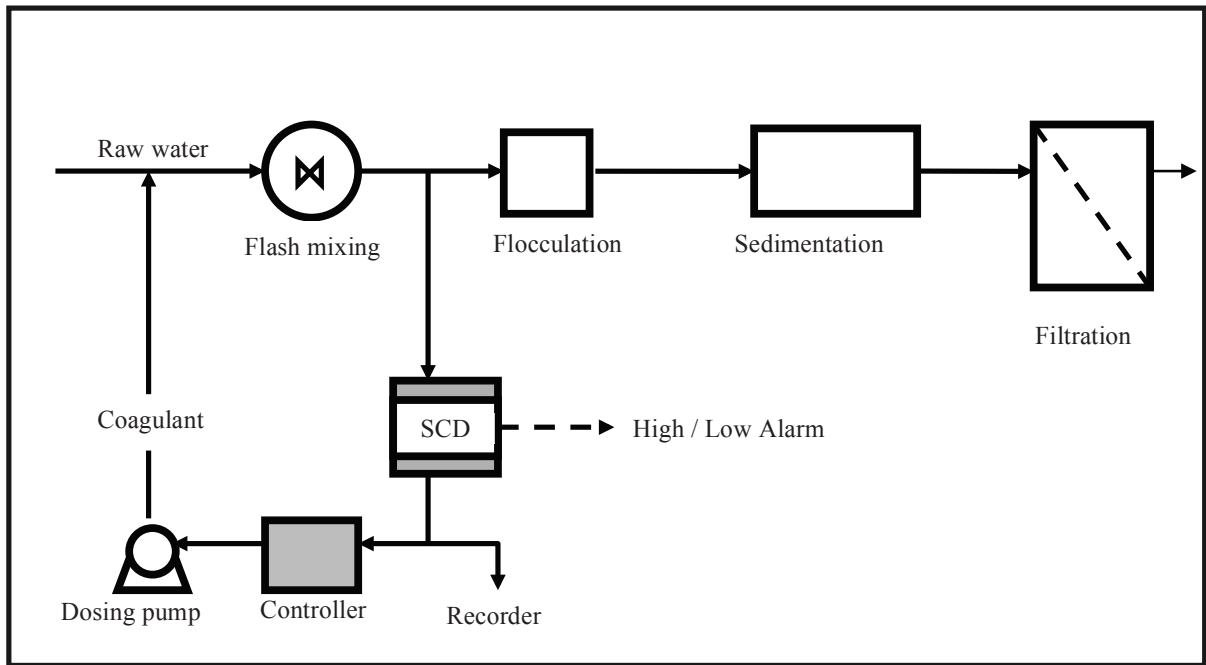 Raw water
Flash mixing
Flocculation
Sedimentation
Filtration
Coagulant
SCD
High / Low Alarm
Dosing pump
Controller
Recorder